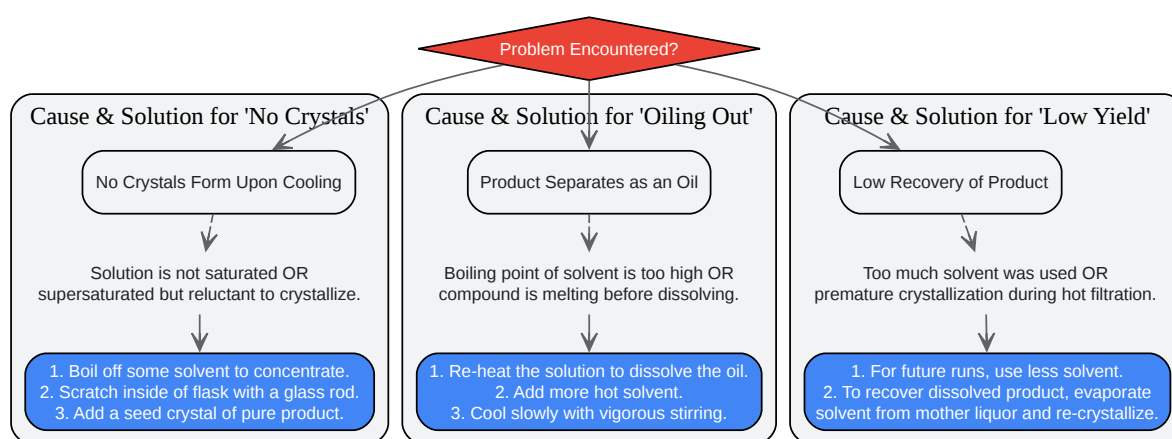 Problem Encountered?
Cause & Solution for 'No Crystals'
No Crystals Form Upon Cooling
Solution is not saturated OR
supersaturated but reluctant to crystallize.
1. Boil off some solvent to concentrate.
2. Scratch inside of flask with a glass rod.
3. Add a seed crystal of pure product.
Cause & Solution for 'Oiling Out'
Product Separates as an Oil
Boiling point of solvent is too high OR
compound is melting before dissolving.
1. Re-heat the solution to dissolve the oil.
2. Add more hot solvent.
3. Cool slowly with vigorous stirring.
Cause & Solution for 'Low Yield'
Low Recovery of Product
Too much solvent was used OR
premature crystallization during hot filtration.
1. For future runs, use less solvent.
2. To recover dissolved product, evaporate
solvent from mother liquor and re-crystallize.